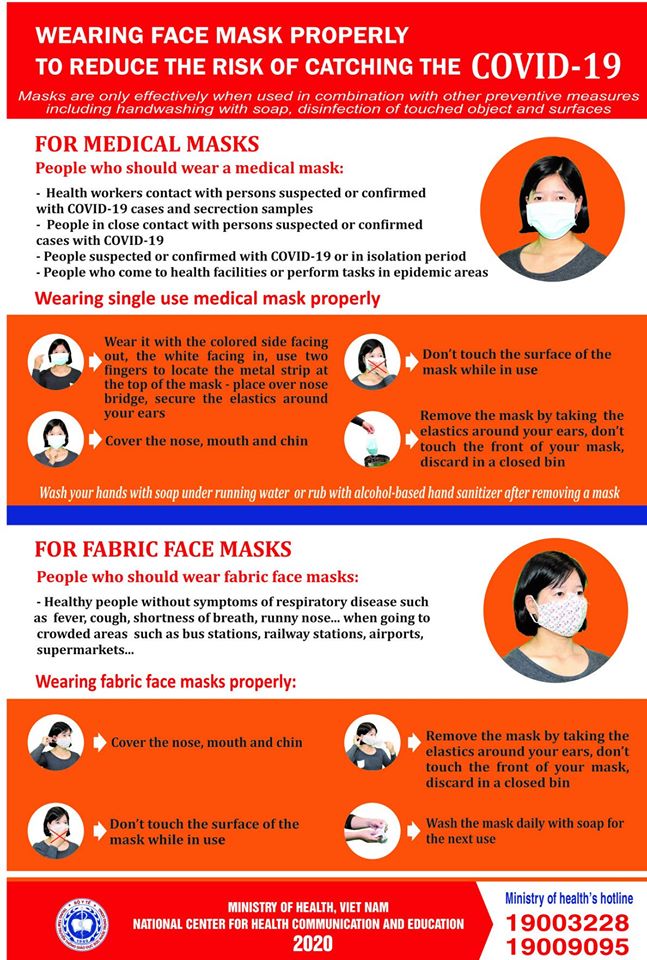 WEARING FACE MASK PROPERLY
TO REDUCE THE RISK OF CATCHING THE COVID-19
Masks are only effectively when used in combination with other preventive measures
including handwashing with soap, disinfection of touched object and surfaces
FOR MEDICAL MASKS
People who should wear a medical mask:
- Health workers contact with persons suspected or confirmed
with COVID-19 cases and secrection samples
- People in close contact with persons suspected or confirmed
cases with COVID-19
- People suspected or confirmed with COVID-19 or in isolation period
- People who come to health facilities or perform tasks in epidemic areas
Wearing single use medical mask properly
Wear it with the colored side facing
out, the white facing in, use two
fingers to locate the metal strip at
the top of the mask - place over nose
bridge, secure the elastics around
your ears
Cover the nose, mouth and chin
Don't touch the surface of the
mask while in use
Remove the mask by taking the
elastics around your ears, don't
touch the front of your mask,
discard in a closed bin
Wash your hands with soap under running water or rub with alcohol-based hand sanitizer after removing a mask
FOR FABRIC FACE MASKS
People who should wear fabric face masks:
- Healthy people without symptoms of respiratory disease such
as fever, cough, shortness of breath, runny nose... when going to
crowded areas such as bus stations, railway stations, airports,
supermarkets...
Wearing fabric face masks properly:
Cover the nose, mouth and chin
Don't touch the surface of the
mask while in use
Remove the mask by taking the
elastics around your ears, don't
touch the front of your mask,
discard in a closed bin
Wash the mask daily with soap for
the next use
BỘ Y TẾ
MINISTRY OF HEALTH, VIET NAM
NATIONAL CENTER FOR HEALTH COMMUNICATION AND EDUCATION
2020
Ministry of health's hotline
19003228
19009095